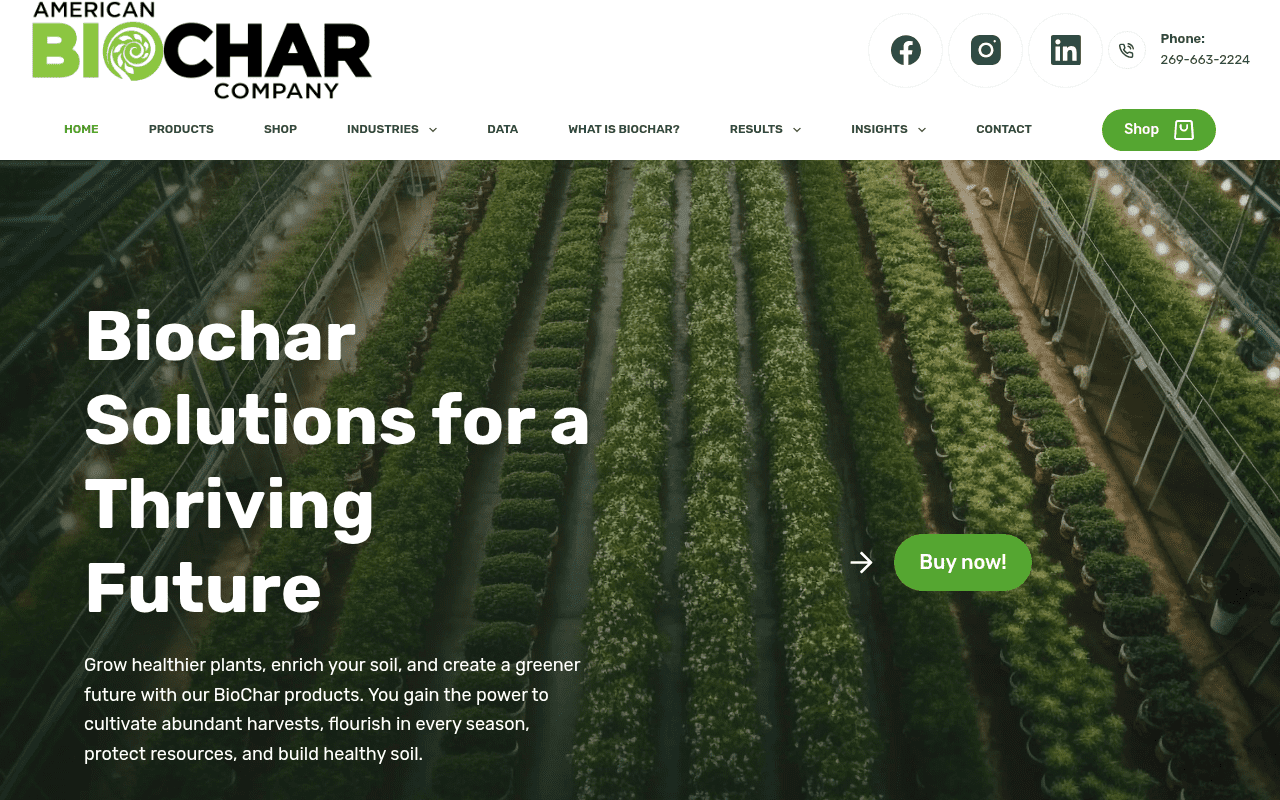 AMERICAN
BIOCHAR
COMPANY
Phone:
269-663-2224
HOME
PRODUCTS
SHOP
INDUSTRIES
DATA
WHAT IS BIOCHAR?
RESULTS
INSIGHTS
CONTACT
Shop
Biochar
Solutions for a
Thriving
Future
Buy now!
Grow healthier plants, enrich your soil, and create a greener
future with our BioChar products. You gain the power to
cultivate abundant harvests, flourish in every season,
protect resources, and build healthy soil.